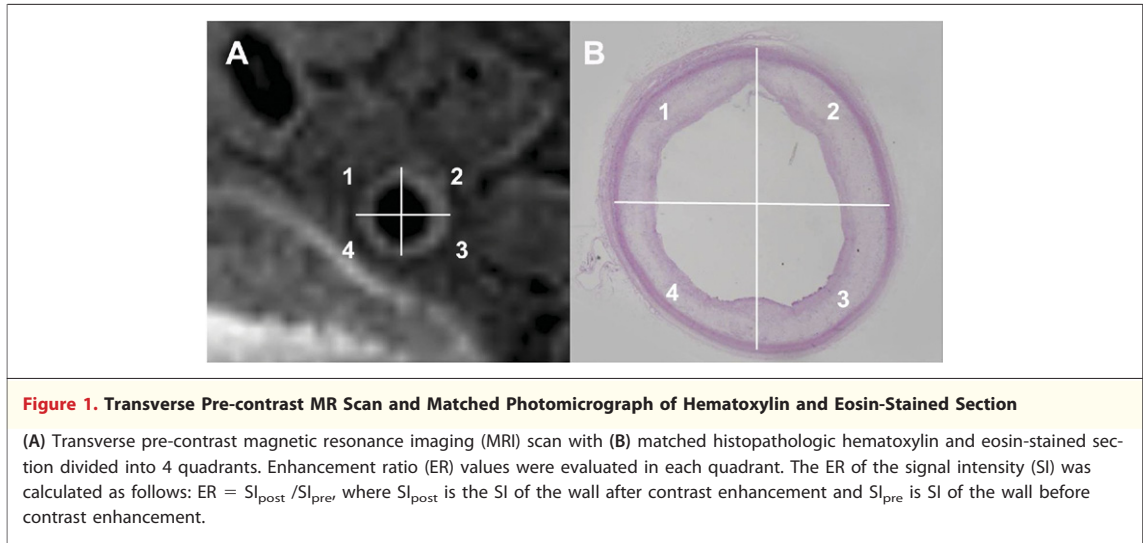 A
B
1
2
1
2
4
3
4
3
Figure 1. Transverse Pre-contrast MR Scan and Matched Photomicrograph of Hematoxylin and Eosin-Stained Section
(A) Transverse pre-contrast magnetic resonance imaging (MRI) scan with (B) matched histopathologic hematoxylin and eosin-stained sec-
tion divided into 4 quadrants. Enhancement ratio (ER) values were evaluated in each quadrant. The ER of the signal intensity (SI) was
calculated as follows: ER = SIpost /SIpre, where SIpost is the SI of the wall after contrast enhancement and SIpre is SI of the wall before
contrast enhancement.